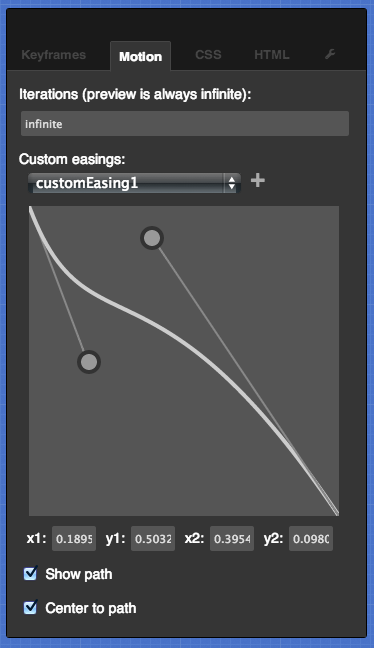 Keyframes Motion CSS HTML
Iterations (preview is always infinite):
infinite
Custom easings:
customEasing1
x1: 0.1895 y1: 0.5032 x2: 0.3954 y2: 0.0980
Show path
Center to path